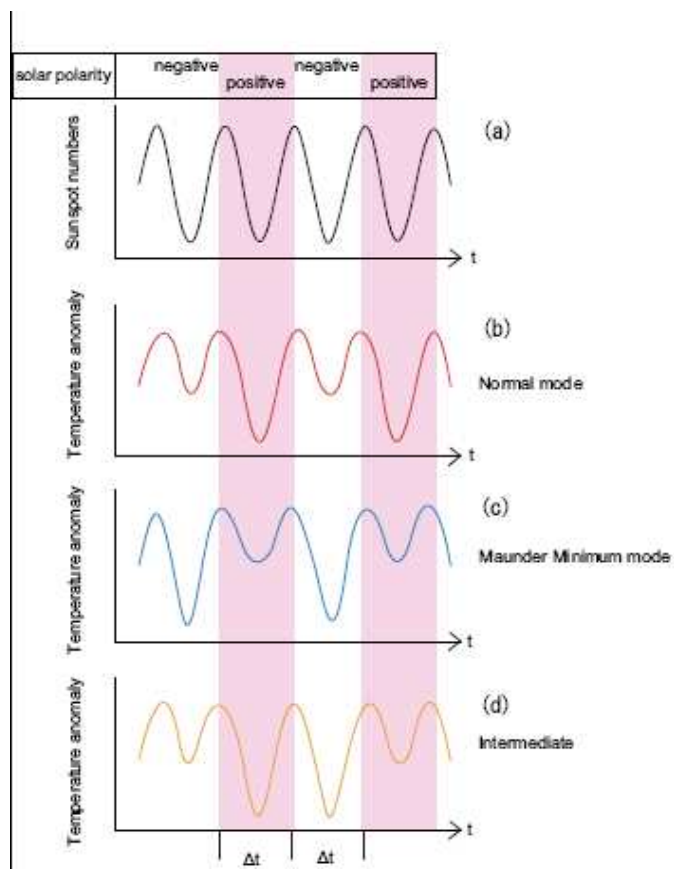 solar polarity
negative
positive
negative
positive
Sunspot numbers
(a)
t
Temperature anomaly
(b)
Normal mode
t
Temperature anomaly
(c)
Maunder Minimum mode
t
Temperature anomaly
(d)
Intermediate
t
Δt
Δt